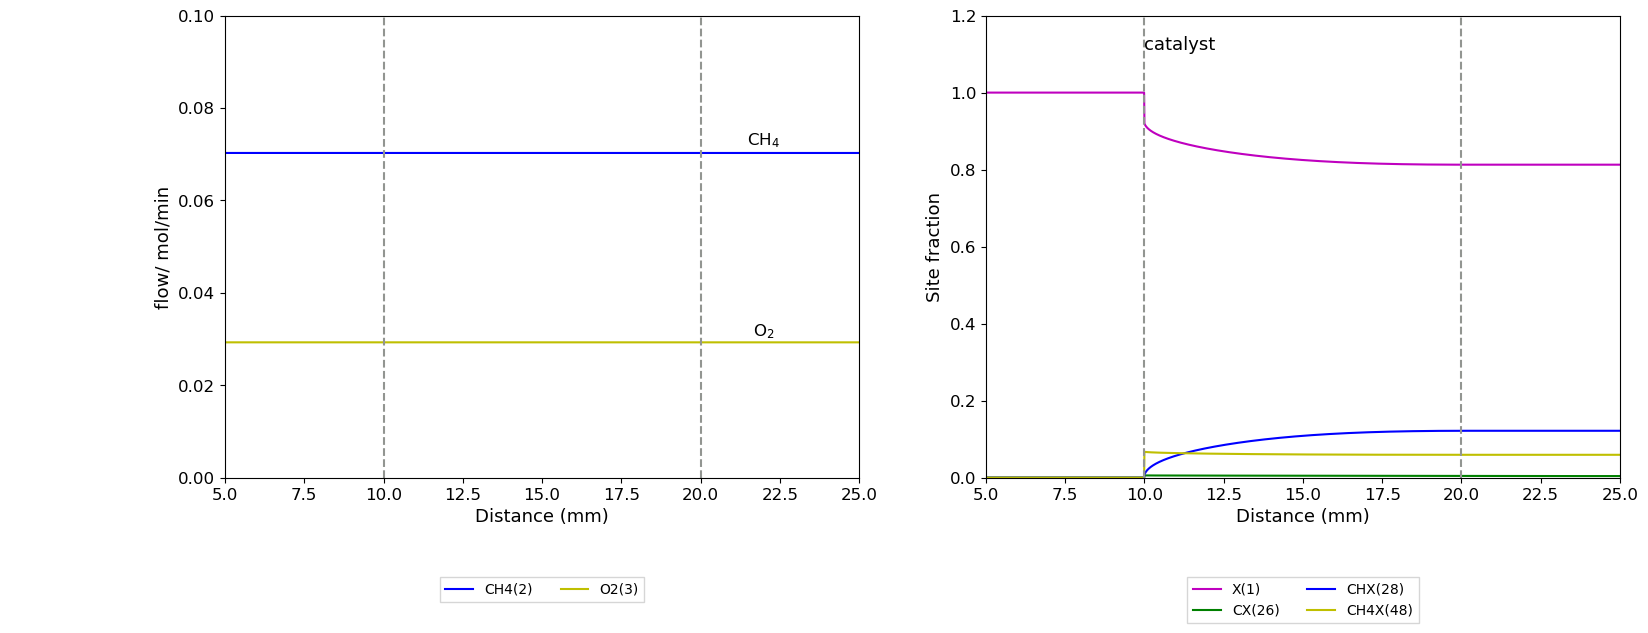 flow/ mol/min
0.10
0.08
0.06
0.04
0.02
0.00
CH₄
O₂
5.0 7.5 10.0 12.5 15.0 17.5 20.0 22.5 25.0
Distance (mm)
CH4(2) O2(3)
Site fraction
1.2
1.0
0.8
0.6
0.4
0.2
0.0
catalyst
5.0 7.5 10.0 12.5 15.0 17.5 20.0 22.5 25.0
Distance (mm)
X(1) CHX(28)
CX(26) CH4X(48)